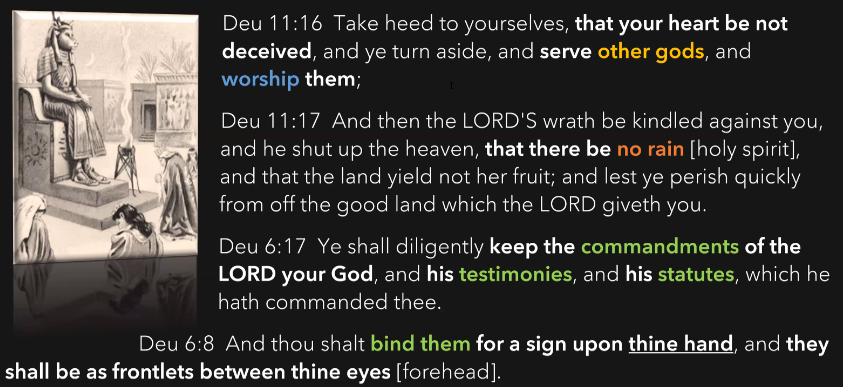 Deu 11:16 Take heed to yourselves, that your heart be not
deceived, and ye turn aside, and serve other gods, and
worship them;
Deu 11:17 And then the LORD'S wrath be kindled against you,
and he shut up the heaven, that there be no rain [holy spirit],
and that the land yield not her fruit; and lest ye perish quickly
from off the good land which the LORD giveth you.
Deu 6:17 Ye shall diligently keep the commandments of the
LORD your God, and his testimonies, and his statutes, which he
hath commanded thee.
Deu 6:8 And thou shalt bind them for a sign upon thine hand, and they
shall be as frontlets between thine eyes [forehead].